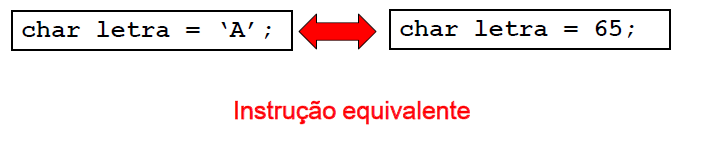 char letra = ‘A’;
char letra = 65;
Instrução equivalente